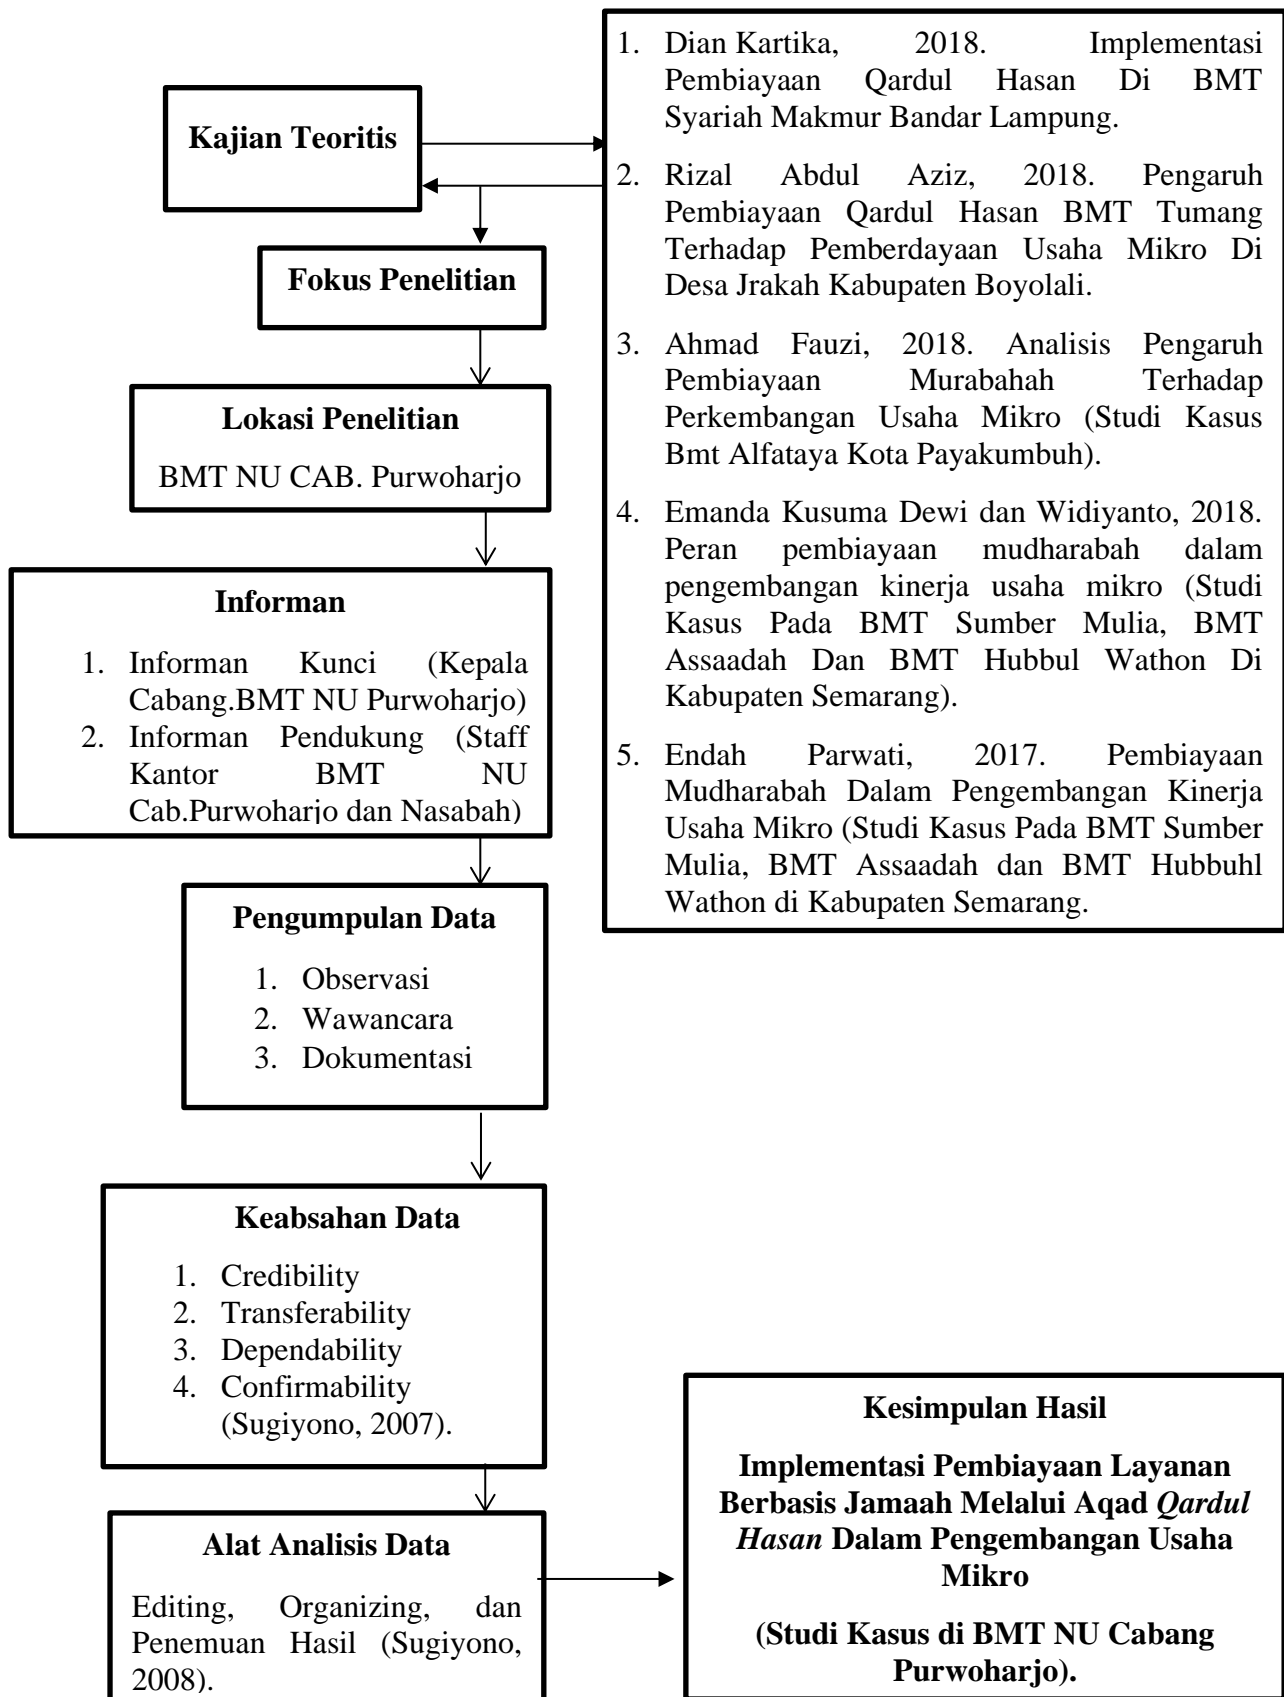 Kajian Teoritis
1. Dian Kartika, 2018. Implementasi
Pembiayaan Qardul Hasan Di BMT
Syariah Makmur Bandar Lampung.
2. Rizal Abdul Aziz, 2018. Pengaruh
Pembiayaan Qardul Hasan BMT Tumang
Terhadap Pemberdayaan Usaha Mikro Di
Desa Jrakah Kabupaten Boyolali.
3. Ahmad Fauzi, 2018. Analisis Pengaruh
Pembiayaan Murabahah Terhadap
Perkembangan Usaha Mikro (Studi Kasus
Bmt Alfataya Kota Payakumbuh).
4. Emanda Kusuma Dewi dan Widiyanto, 2018.
Peran pembiayaan mudharabah dalam
pengembangan kinerja usaha mikro (Studi
Kasus Pada BMT Sumber Mulia, BMT
Assaadah Dan BMT Hubbul Wathon Di
Kabupaten Semarang).
5. Endah Parwati, 2017. Pembiayaan
Mudharabah Dalam Pengembangan Kinerja
Usaha Mikro (Studi Kasus Pada BMT Sumber
Mulia, BMT Assaadah dan BMT Hubbuhl
Wathon di Kabupaten Semarang.
Fokus Penelitian
Lokasi Penelitian
BMT NU CAB. Purwoharjo
Informan
1. Informan Kunci (Kepala
Cabang.BMT NU Purwoharjo)
2. Informan Pendukung (Staff
Kantor BMT NU
Cab.Purwoharjo dan Nasabah)
Pengumpulan Data
1. Observasi
2. Wawancara
3. Dokumentasi
Keabsahan Data
1. Credibility
2. Transferability
3. Dependability
4. Confirmability
(Sugiyono, 2007).
Alat Analisis Data
Editing, Organizing, dan
Penemuan Hasil (Sugiyono,
2008).
Kesimpulan Hasil
Implementasi Pembiayaan Layanan
Berbasis Jamaah Melalui Aqad Qardul
Hasan Dalam Pengembangan Usaha
Mikro
(Studi Kasus di BMT NU Cabang
Purwoharjo).